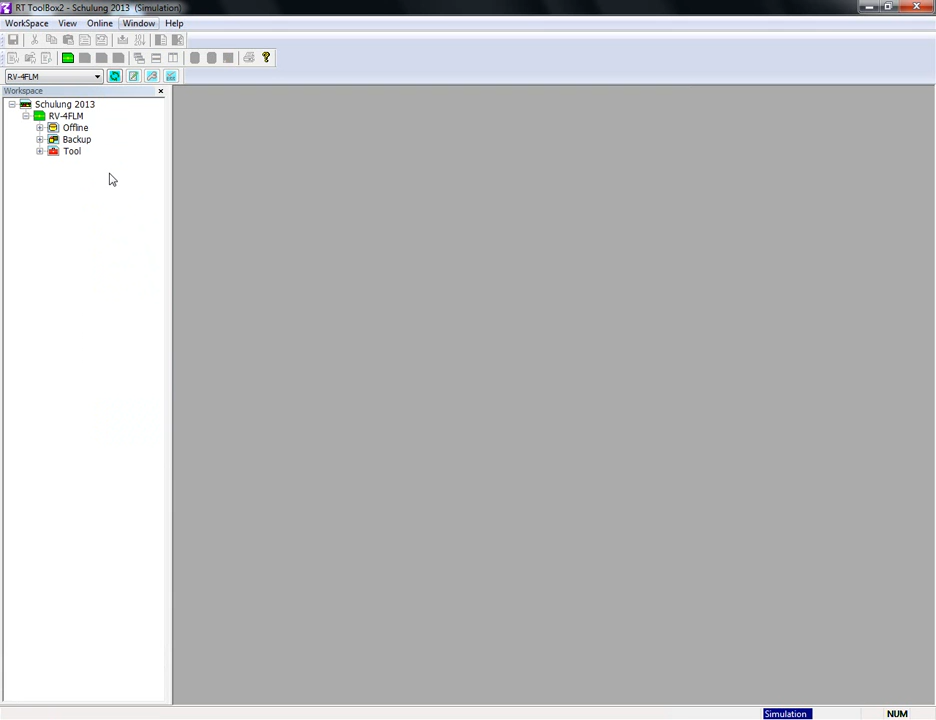 RT ToolBox2 - Schulung 2013 (Simulation)
WorkSpace View Online Window Help
RV-4FLM
Workspace
Schulung 2013
RV-4FLM
Offline
Backup
Tool
Simulation NUM